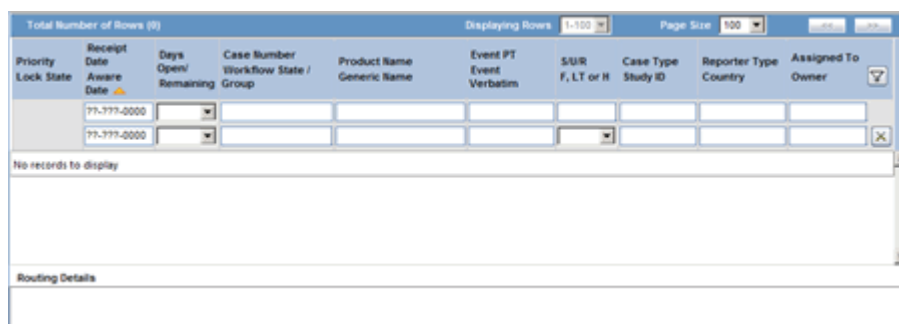 Total Number of Rows (0) Displaying Rows 1-100 Page Size 100 << >>
Priority Lock State
Receipt Date Aware Date
Days Open/ Remaining
Case Number Workflow State / Group
Product Name Generic Name
Event PT Event Verbatim
S/U/R F, LT or H
Case Type Study ID
Reporter Type Country
Assigned To Owner
??-???-0000
??-???-0000
No records to display
Routing Details